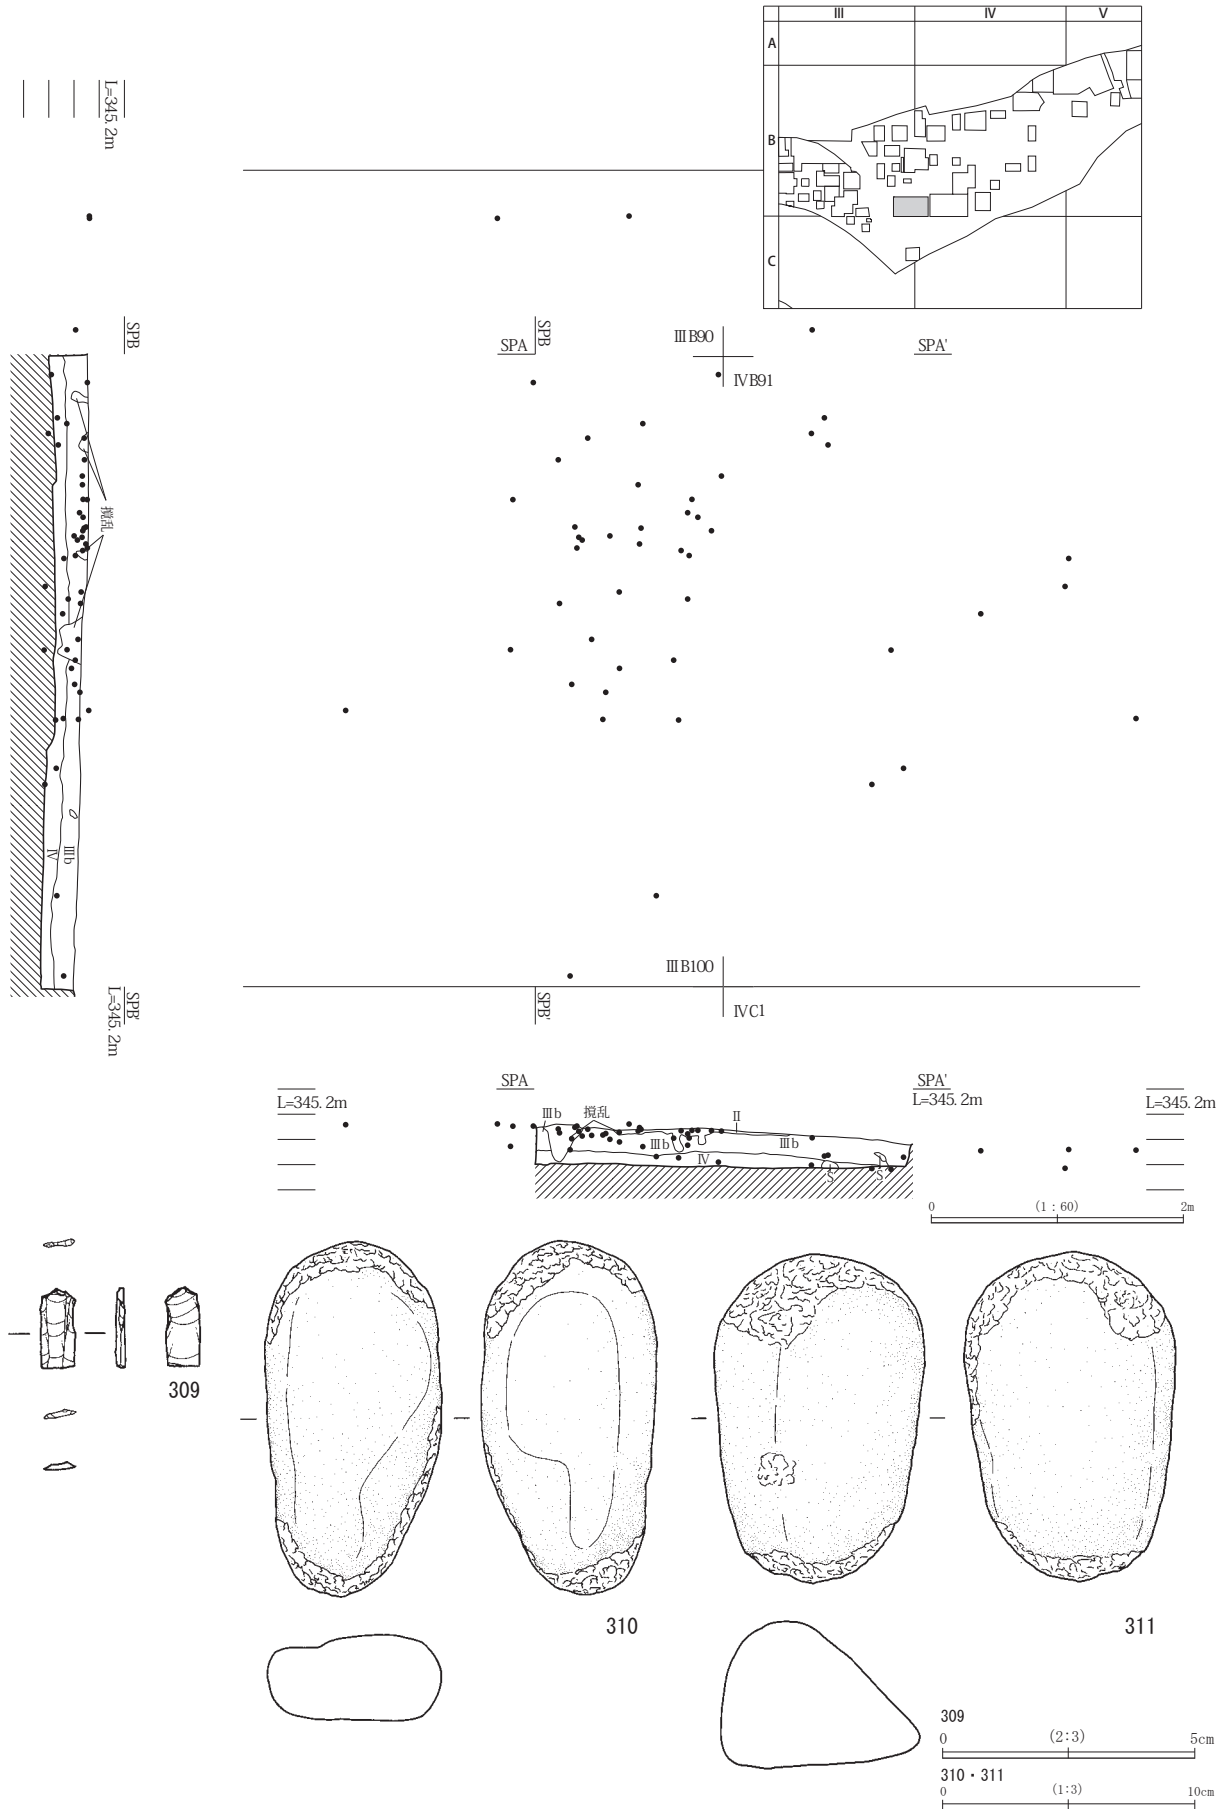 III
IV
V
A
B
C
L=345.2m
SPB
SPB
SPA
ⅢB90
SPA'
IVB91
攪乱
Ⅲb
IV
ⅢB100
SPB'
L=345.2m
SPB'
IVC1
SPA
SPA'
L=345.2m
L=345.2m
L=345.2m
Ⅲb
攪乱
II
Ⅲb
Ⅲb
IV
S
S
0
(1:60)
2m
309
310
311
309
0
(2:3)
5cm
310・311
0
(1:3)
10cm